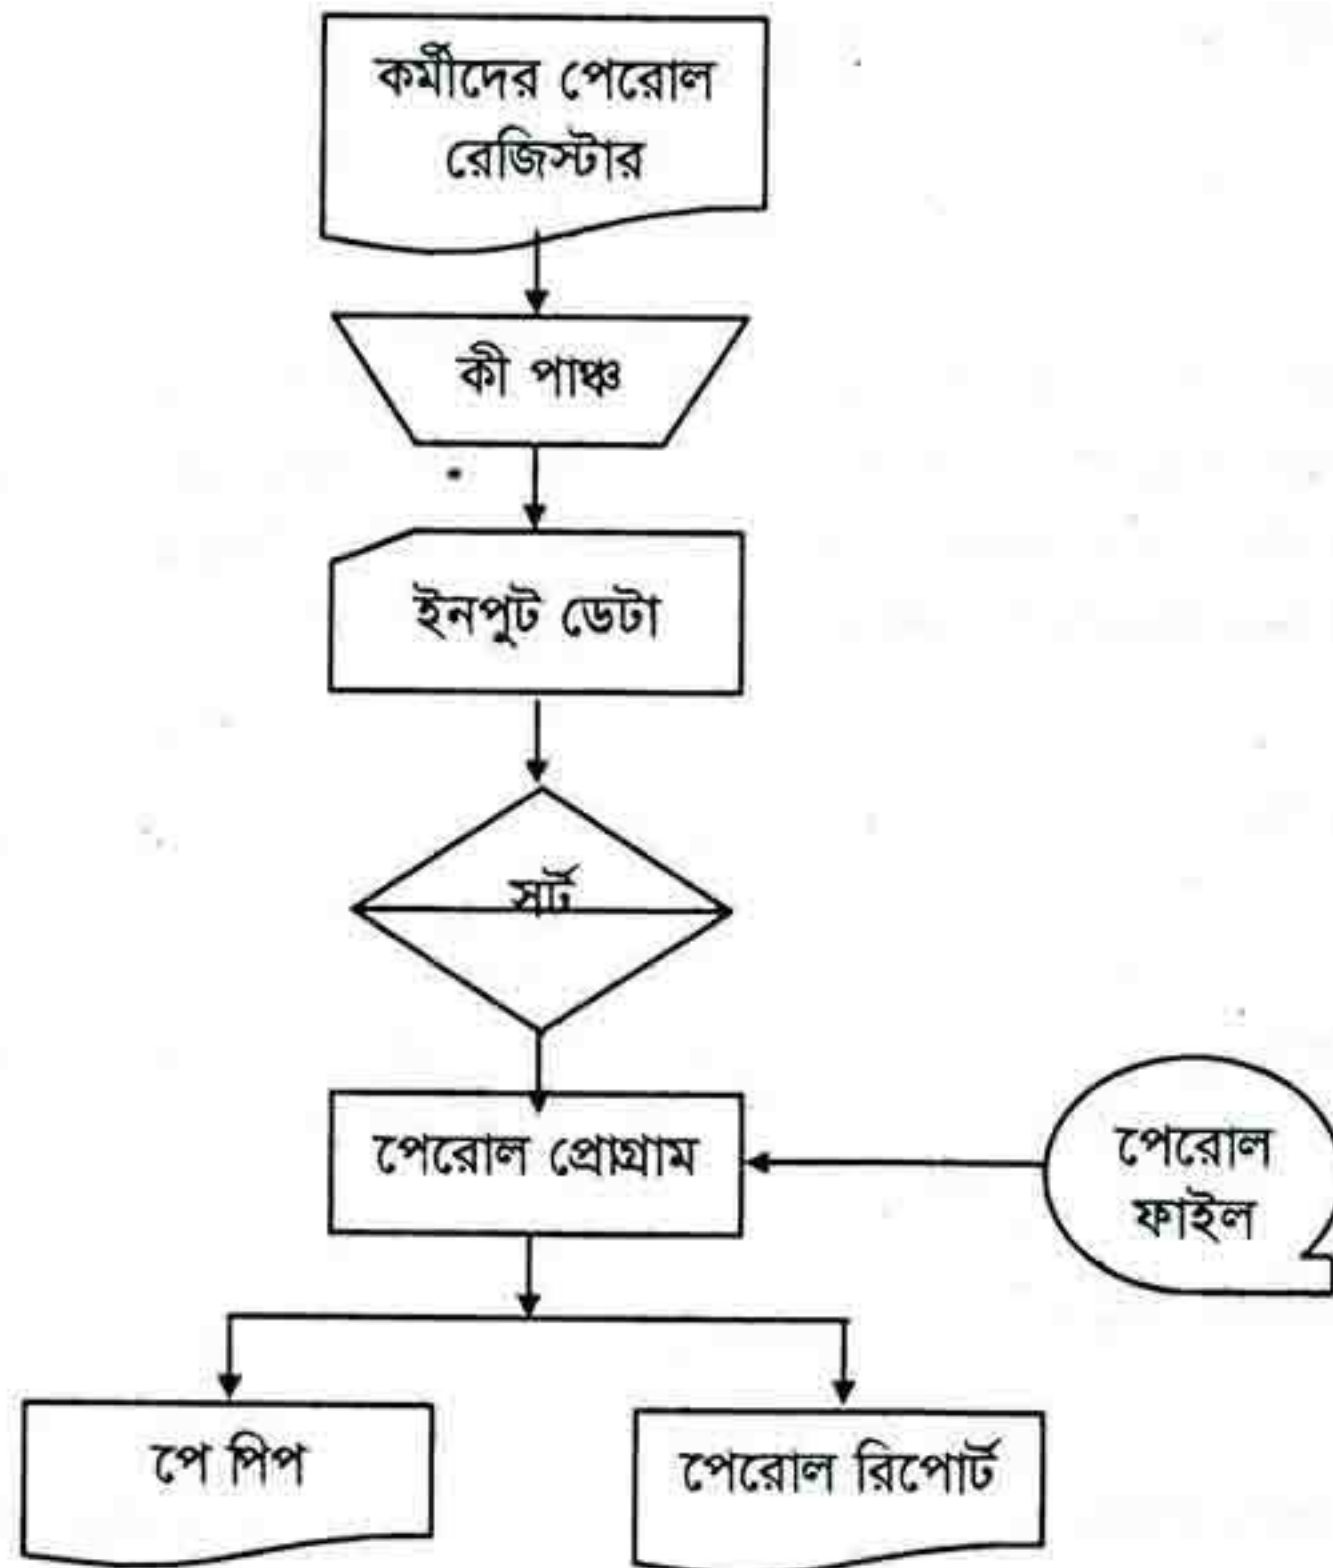 কর্মীদের পেরোল
রেজিস্টার
কী পাঞ্চ
ইনপুট ডেটা
সর্ট
পেরোল প্রোগ্রাম
পেরোল
ফাইল
পে পিপ
পেরোল রিপোর্ট